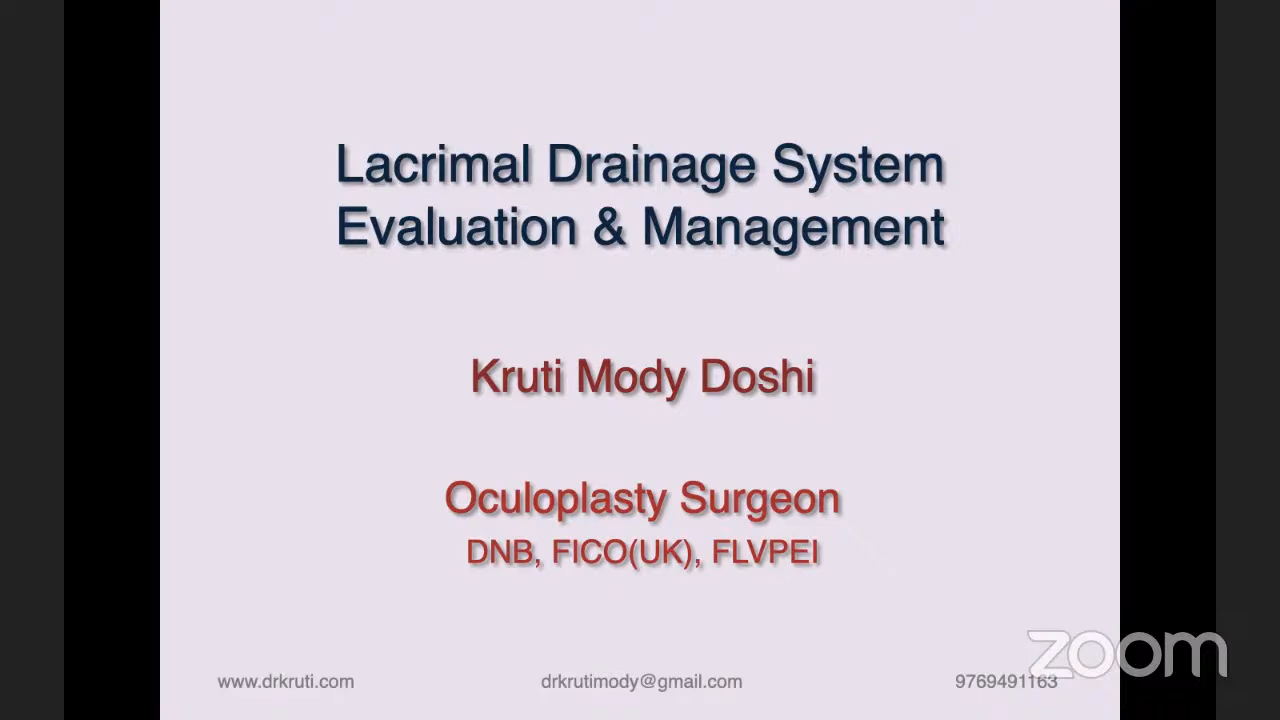 Lacrimal Drainage System
Evaluation & Management
Kruti Mody Doshi
Oculoplasty Surgeon
DNB, FICO(UK), FLVPEI
www.drkruti.com drkrutimody@gmail.com 9769491163
zoom